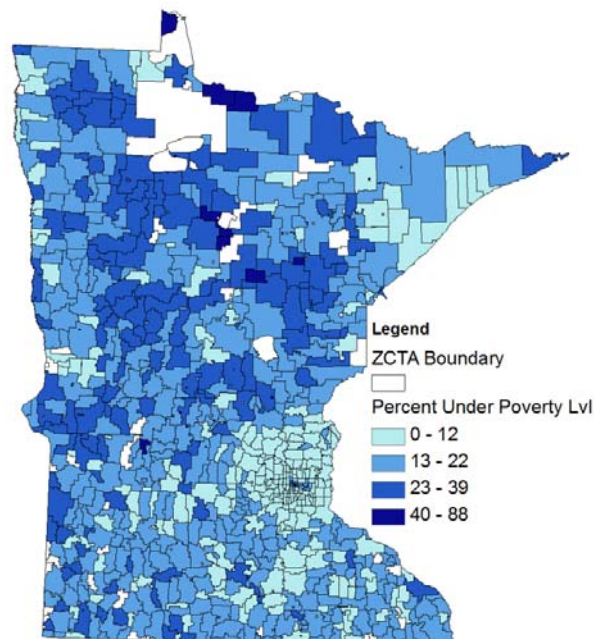 Legend
ZCTA Boundary
Percent Under Poverty Lvl
0 - 12
13 - 22
23 - 39
40 - 88